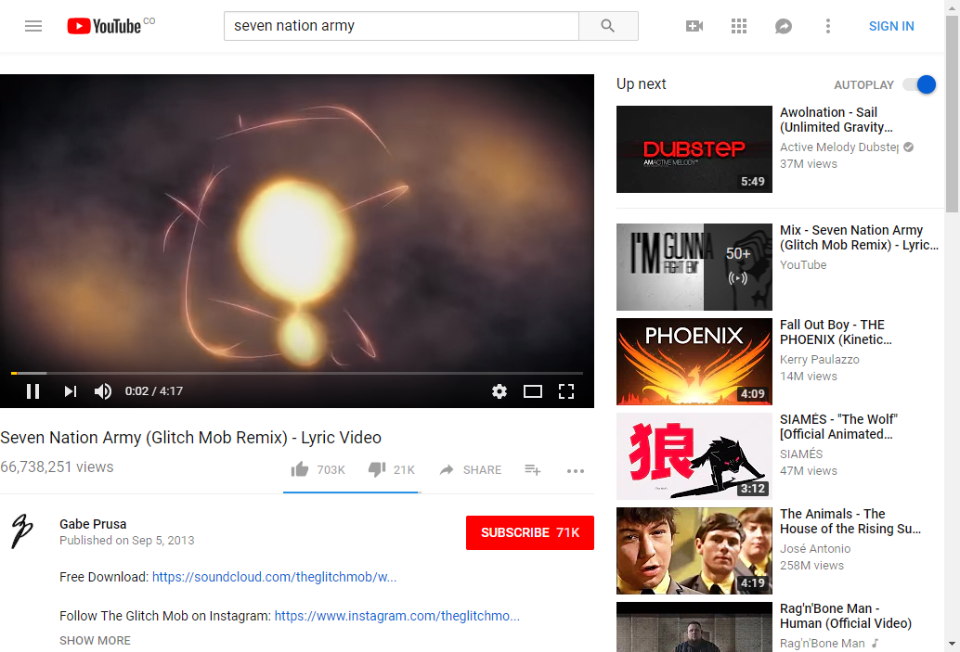 YouTube CO
seven nation army
SIGN IN
0:02 / 4:17
Seven Nation Army (Glitch Mob Remix) - Lyric Video
66,738,251 views
703K
21K
SHARE
Gabe Prusa
Published on Sep 5, 2013
SUBSCRIBE 71K
Free Download: https://soundcloud.com/theglitchmob/w...
Follow The Glitch Mob on Instagram: https://www.instagram.com/theglitchmo...
SHOW MORE
Up next
AUTOPLAY
DUBSTEP
5:49
Awolnation - Sail
(Unlimited Gravity...
Active Melody Dubstep
37M views
I'M GUNNA
FIGHT EM'
50+
Mix - Seven Nation Army
(Glitch Mob Remix) - Lyric...
YouTube
PHOENIX
4:09
Fall Out Boy - THE
PHOENIX (Kinetic...
Kerry Paulazzo
14M views
狼
3:12
SIAMÉS - "The Wolf"
[Official Animated...
SIAMÉS
47M views
4:19
The Animals - The
House of the Rising Su...
José Antonio
258M views
Rag'n'Bone Man -
Human (Official Video)
Rag'n'Bone Man